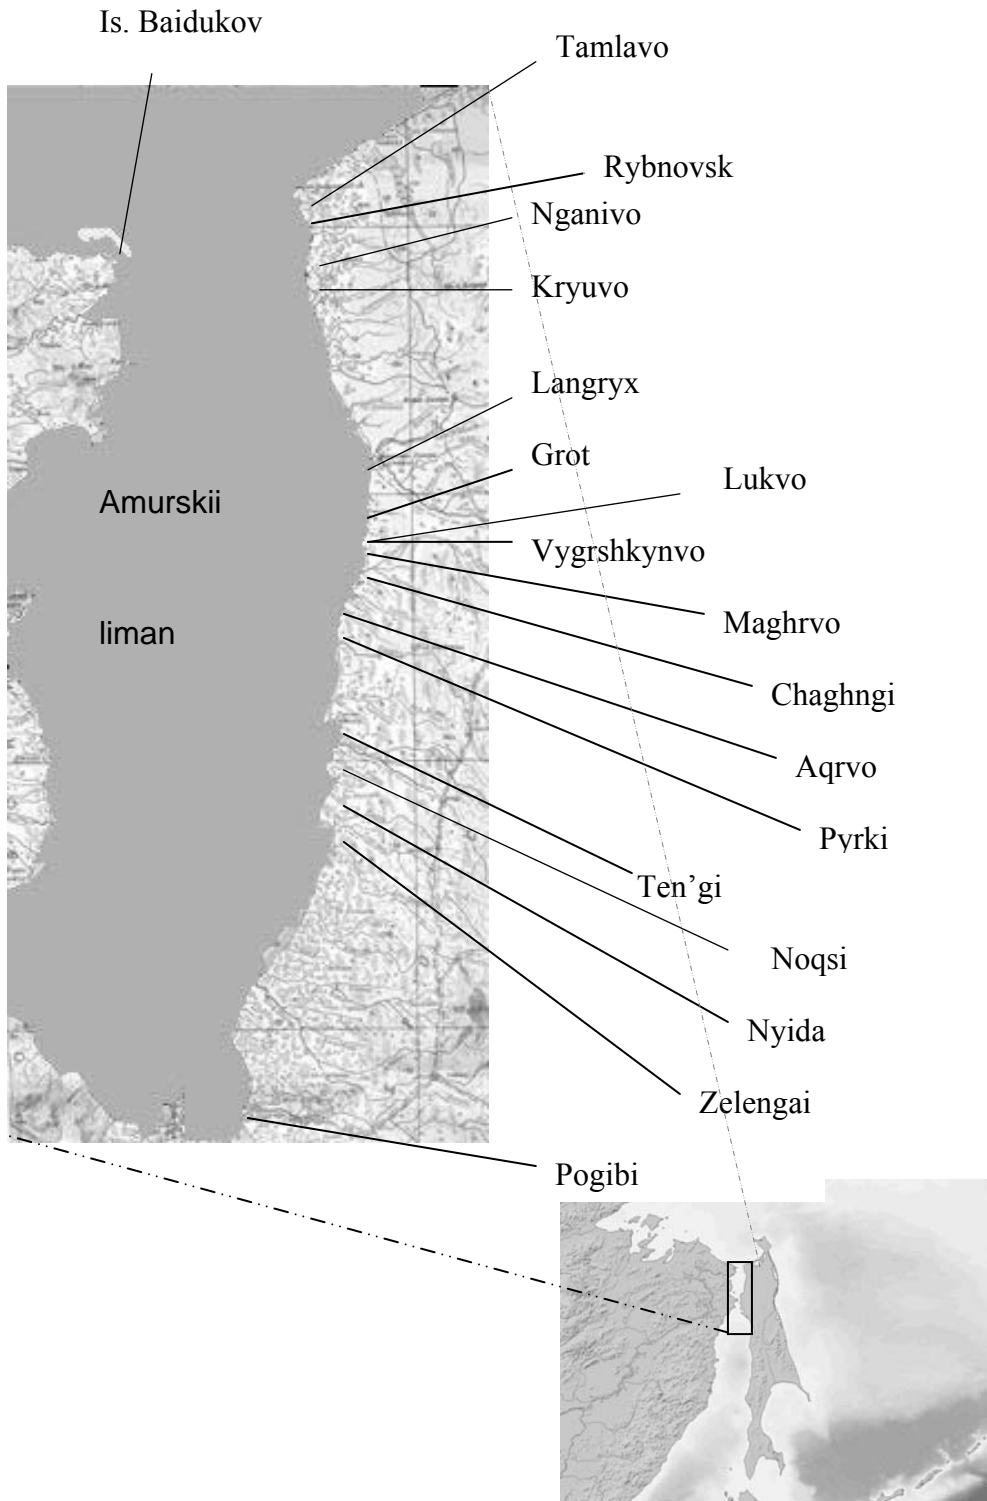 Is. Baidukov
Tamlavo
Rybnovsk
Nganivo
Kryuvo
Langryx
Grot
Lukvo
Amurskii
Vygrshkynvo
Maghrvo
liman
Chaghngi
Aqrvo
Pyrki
Ten’gi
Noqsi
Nyida
Zelengai
Pogibi